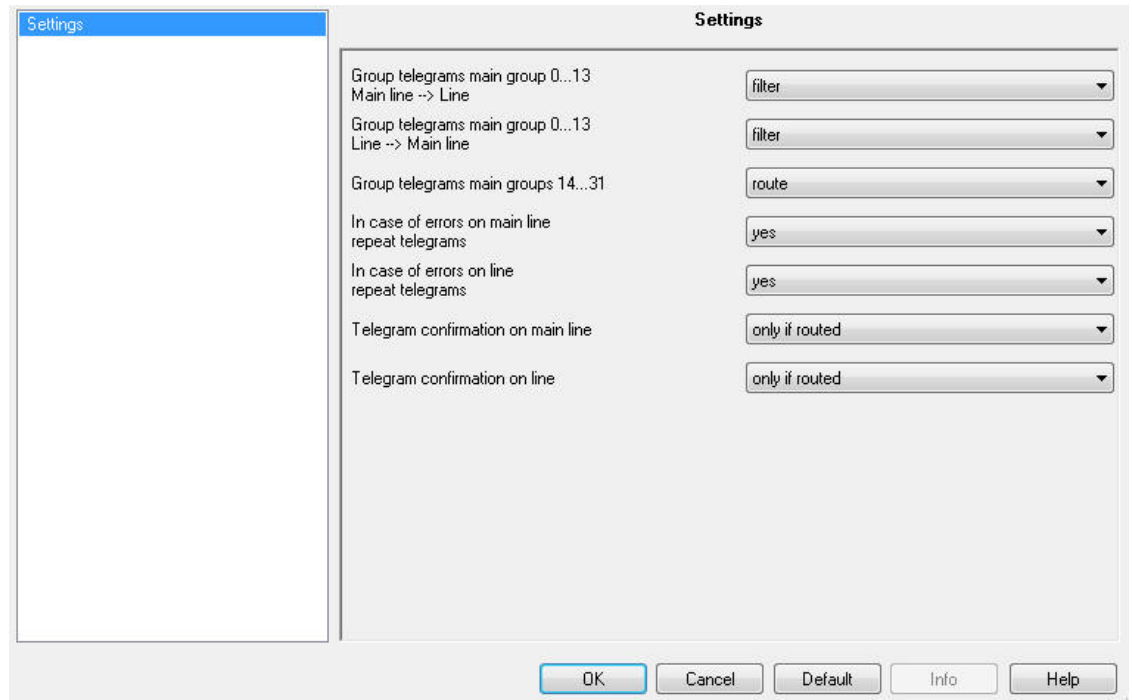 Settings
Settings
Group telegrams main group 0...13
Main line --> Line
filter
Group telegrams main group 0...13
Line --> Main line
filter
Group telegrams main groups 14...31
route
In case of errors on main line
repeat telegrams
yes
In case of errors on line
repeat telegrams
yes
Telegram confirmation on main line
only if routed
Telegram confirmation on line
only if routed
OK
Cancel
Default
Info
Help